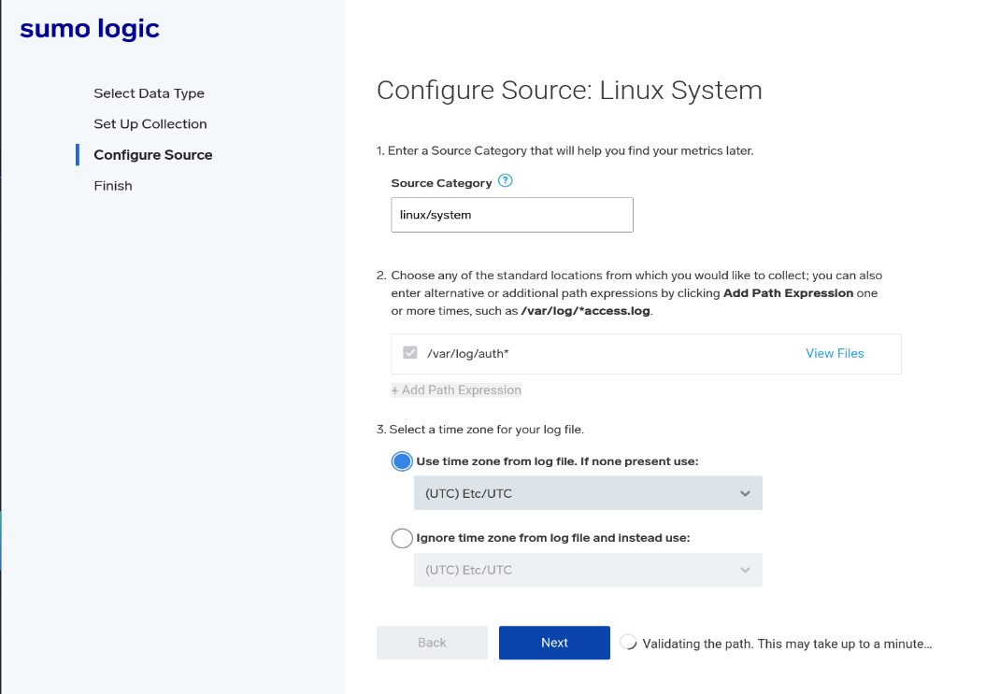 sumo logic
Select Data Type
Set Up Collection
Configure Source
Finish
Configure Source: Linux System
1. Enter a Source Category that will help you find your metrics later.
Source Category ?
linux/system
2. Choose any of the standard locations from which you would like to collect; you can also
enter alternative or additional path expressions by clicking Add Path Expression one
or more times, such as /var/log/*access.log.
/var/log/auth* View Files
+ Add Path Expression
3. Select a time zone for your log file.
Use time zone from log file. If none present use:
(UTC) Etc/UTC
Ignore time zone from log file and instead use:
(UTC) Etc/UTC
Back Next Validating the path. This may take up to a minute...